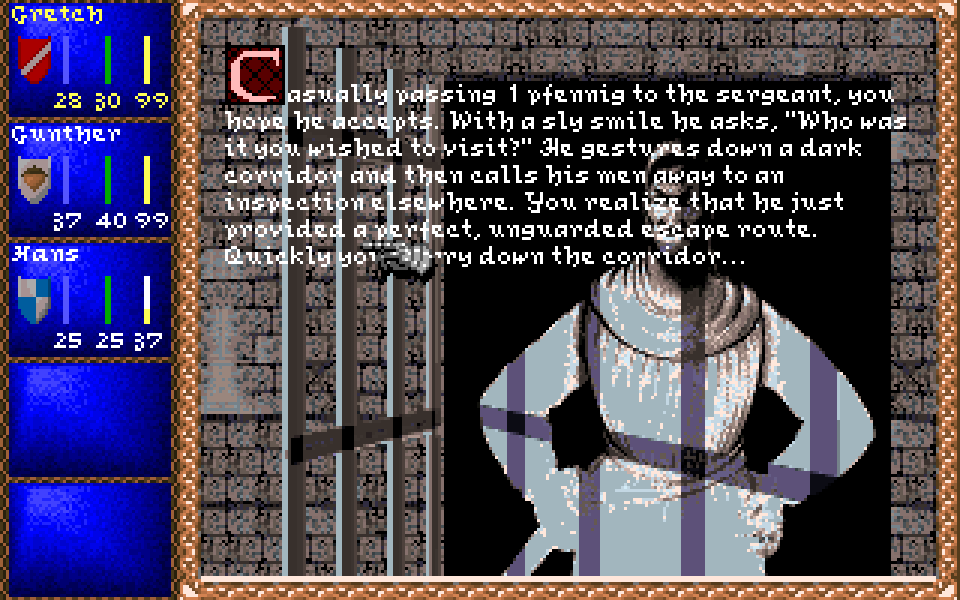 Gretch
28 30 99
Gunther
37 40 99
Hans
25 25 37
Casually passing 1 pfennig to the sergeant, you
hope he accepts. With a sly smile he asks, "Who was
it you wished to visit?" He gestures down a dark
corridor and then calls his men away to an
inspection elsewhere. You realize that he just
provided a perfect, unguarded escape route.
Quickly you hurry down the corridor...